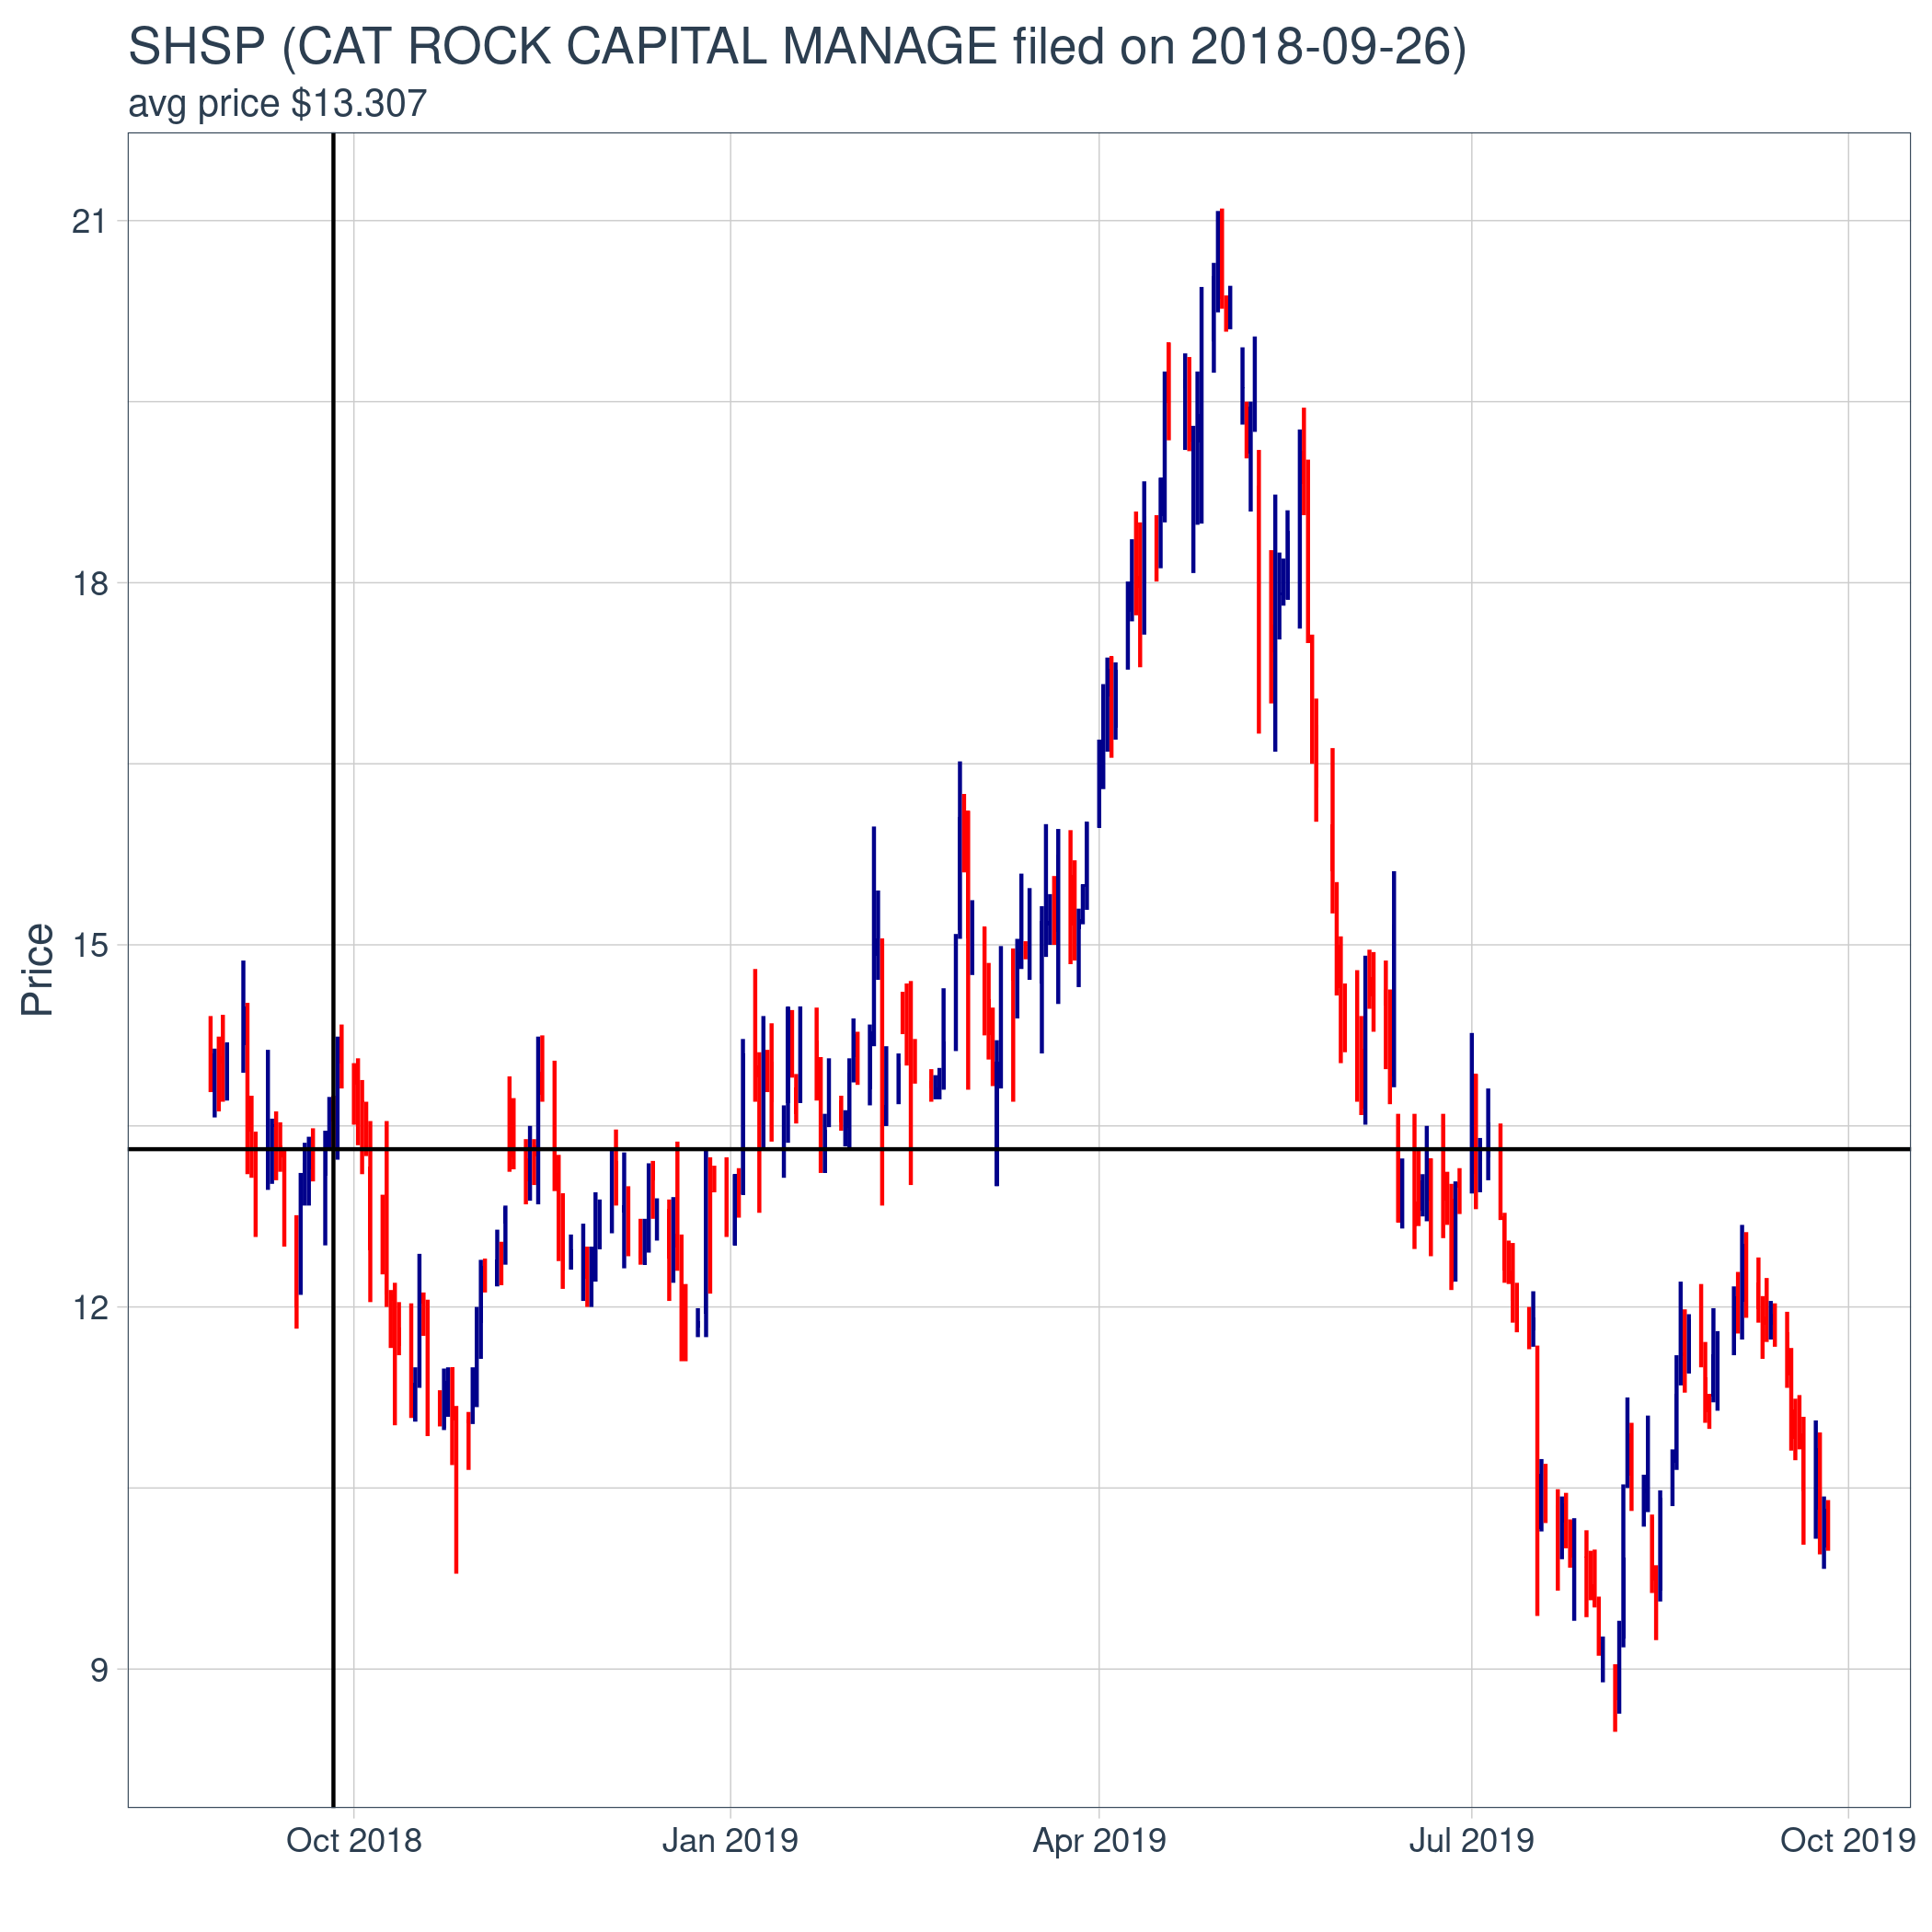 SHSP (CAT ROCK CAPITAL MANAGE filed on 2018-09-26)
avg price $13.307
21
18
15
12
9
Price
Oct 2018
Jan 2019
Apr 2019
Jul 2019
Oct 2019